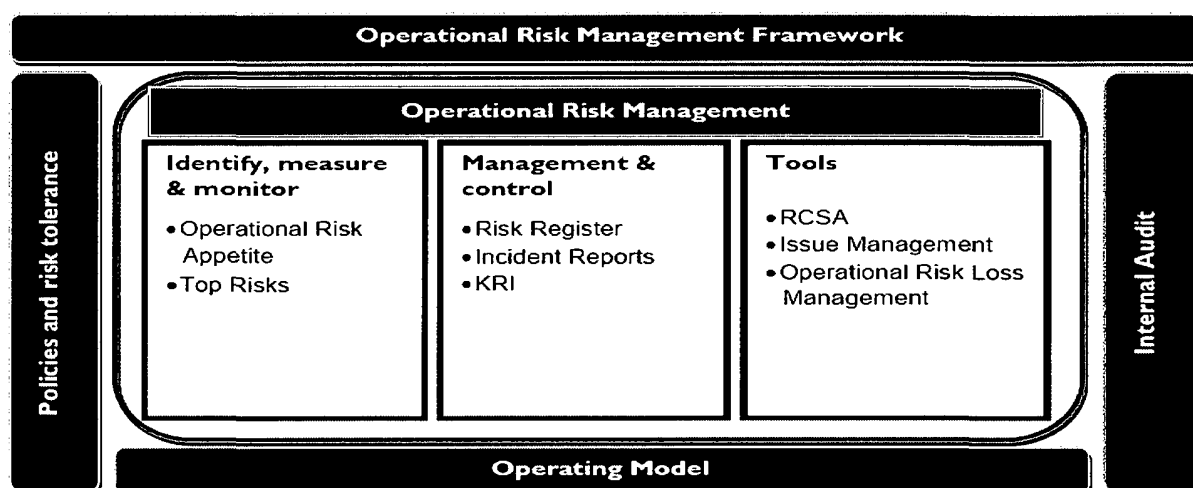 Operational Risk Management Framework
Policies and risk tolerance
Operational Risk Management
Identify, measure
& monitor
•Operational Risk
Appetite
•Top Risks
Management &
control
•Risk Register
•Incident Reports
•KRI
Tools
•RCSA
•Issue Management
•Operational Risk Loss
Management
Internal Audit
Operating Model